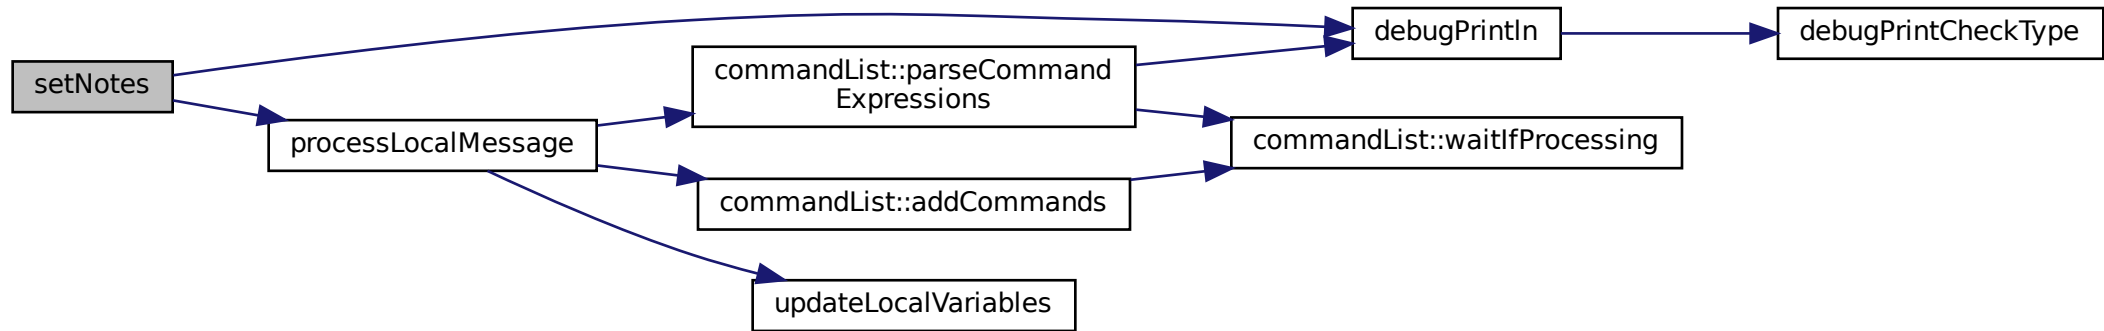 setNotes
processLocalMessage
commandList::parseCommand
Expressions
commandList::addCommands
updateLocalVariables
debugPrintln
commandList::waitIfProcessing
debugPrintCheckType